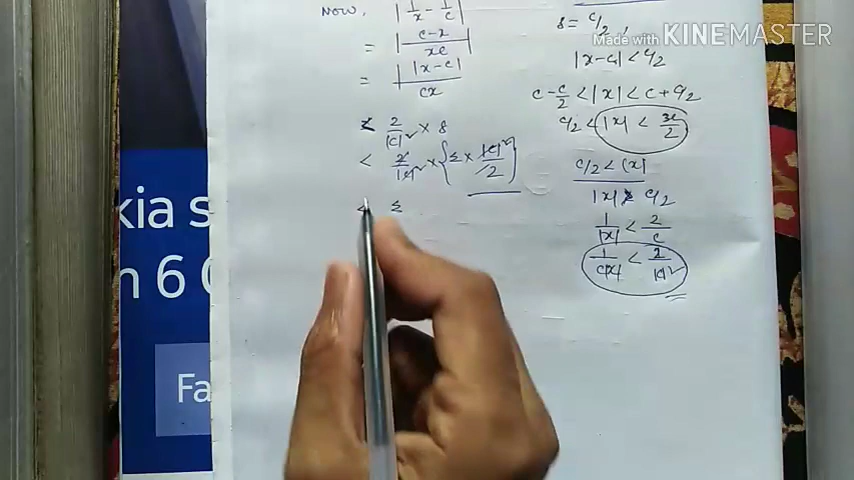 Now, |1/x - 1/c|
= |c-x/xc|
= ||x-c|/cx|
< 2/|c|² × δ
< 2/|c|² × {ε × |c|²/2}
< ε
δ = c/2,
|x-c| < c/2
c - c/2 < |x| < c + c/2
c/2 < |x| < 3c/2
c/2 < |x|
|x| > c/2
1/|x| < 2/c
1/c|x| < 2/|c|²
Made with KINEMASTER
kia s
n 6
Fa